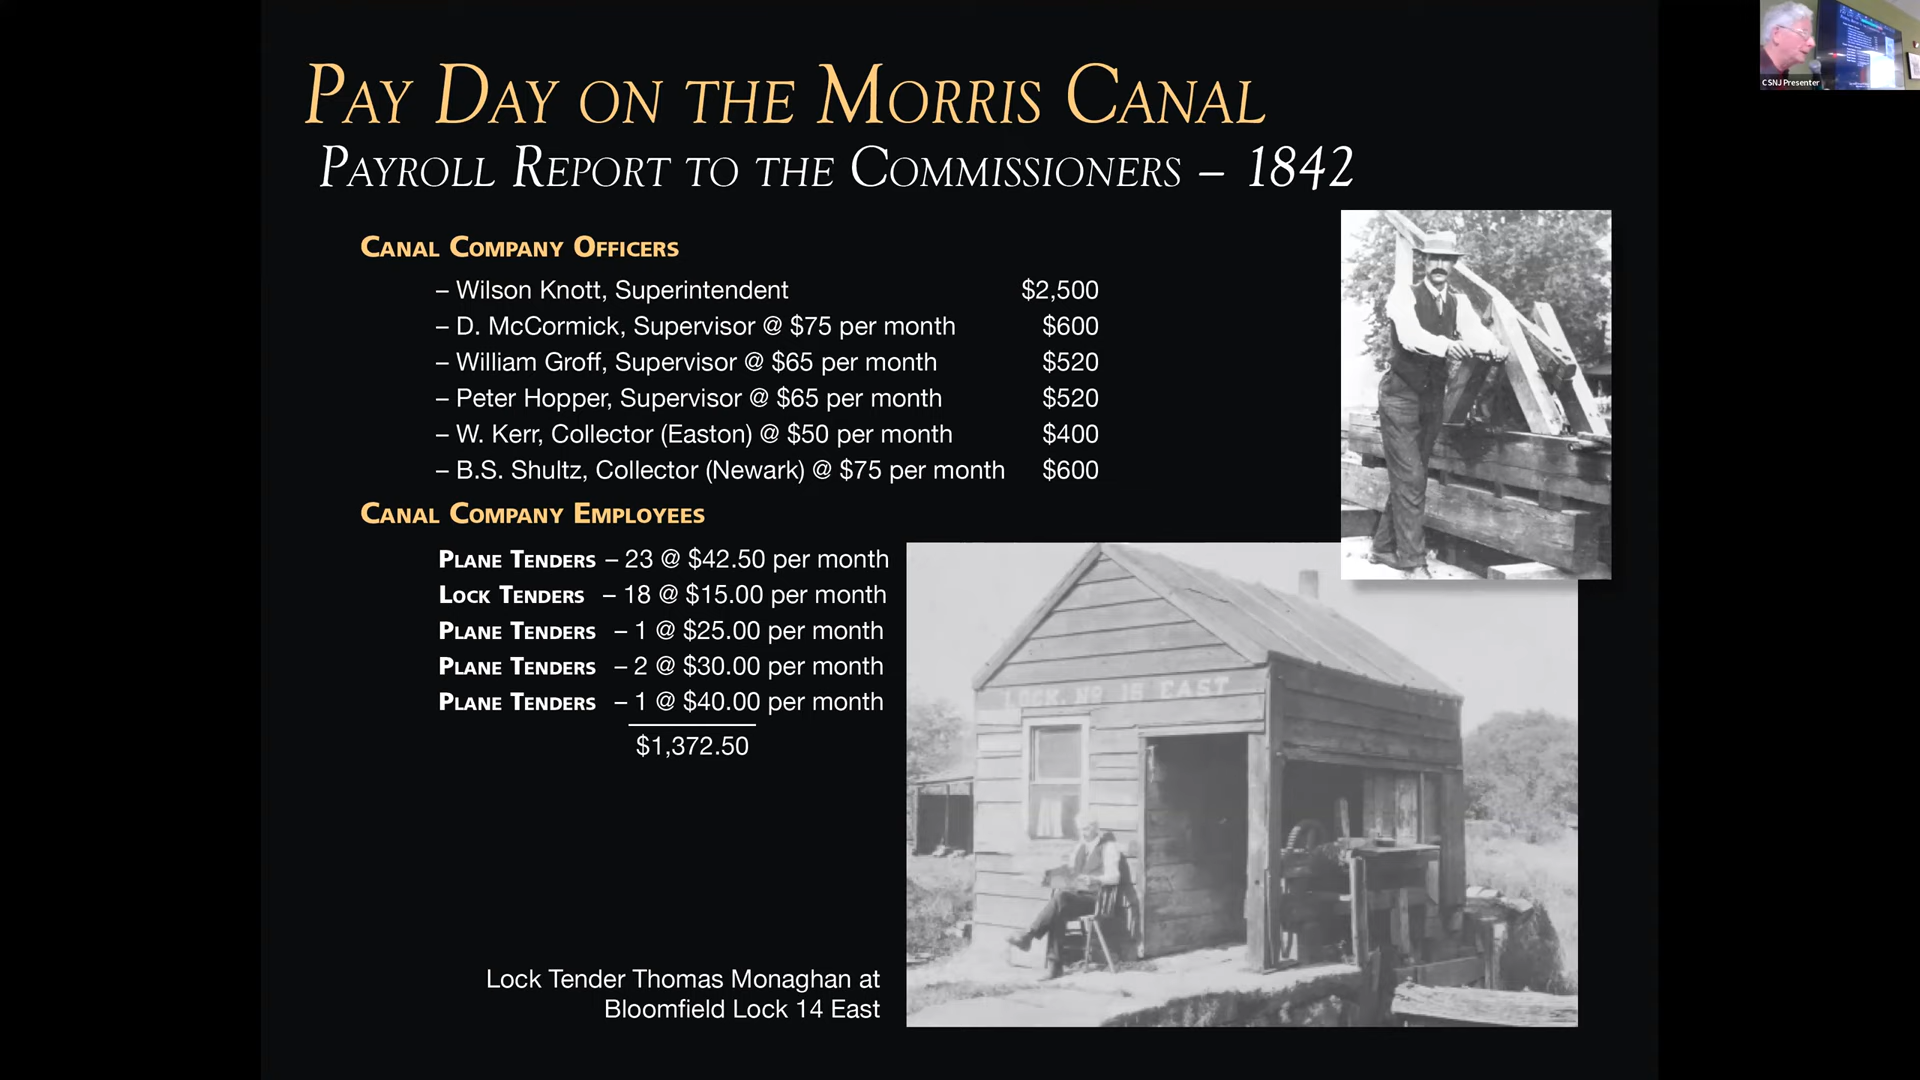 Pay Day on the Morris Canal
Payroll Report to the Commissioners – 1842
Canal Company Officers
– Wilson Knott, Superintendent $2,500
– D. McCormick, Supervisor @ $75 per month $600
– William Groff, Supervisor @ $65 per month $520
– Peter Hopper, Supervisor @ $65 per month $520
– W. Kerr, Collector (Easton) @ $50 per month $400
– B.S. Shultz, Collector (Newark) @ $75 per month $600
Canal Company Employees
Plane Tenders – 23 @ $42.50 per month
Lock Tenders – 18 @ $15.00 per month
Plane Tenders – 1 @ $25.00 per month
Plane Tenders – 2 @ $30.00 per month
Plane Tenders – 1 @ $40.00 per month
$1,372.50
LOCK. No 15 EAST
Lock Tender Thomas Monaghan at
Bloomfield Lock 14 East
CSNJ Presenter